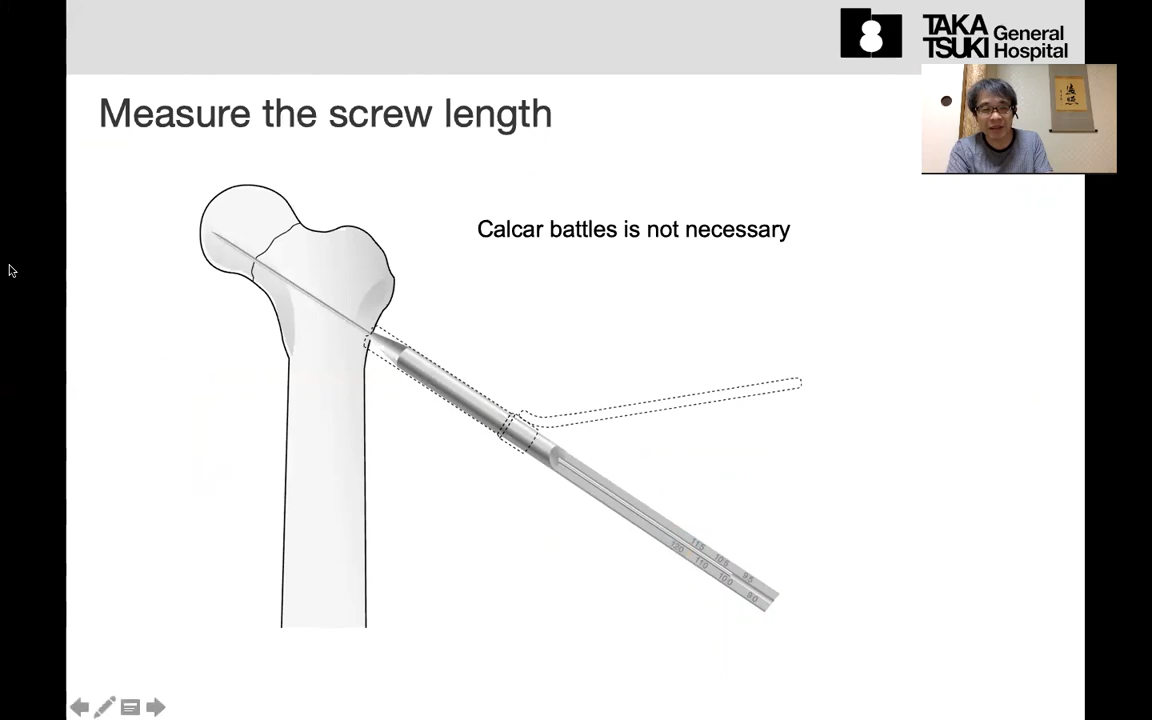 TAKA
TSUKI General
Hospital
Measure the screw length
Calcar battles is not necessary
115 105 95
120 110 100 90